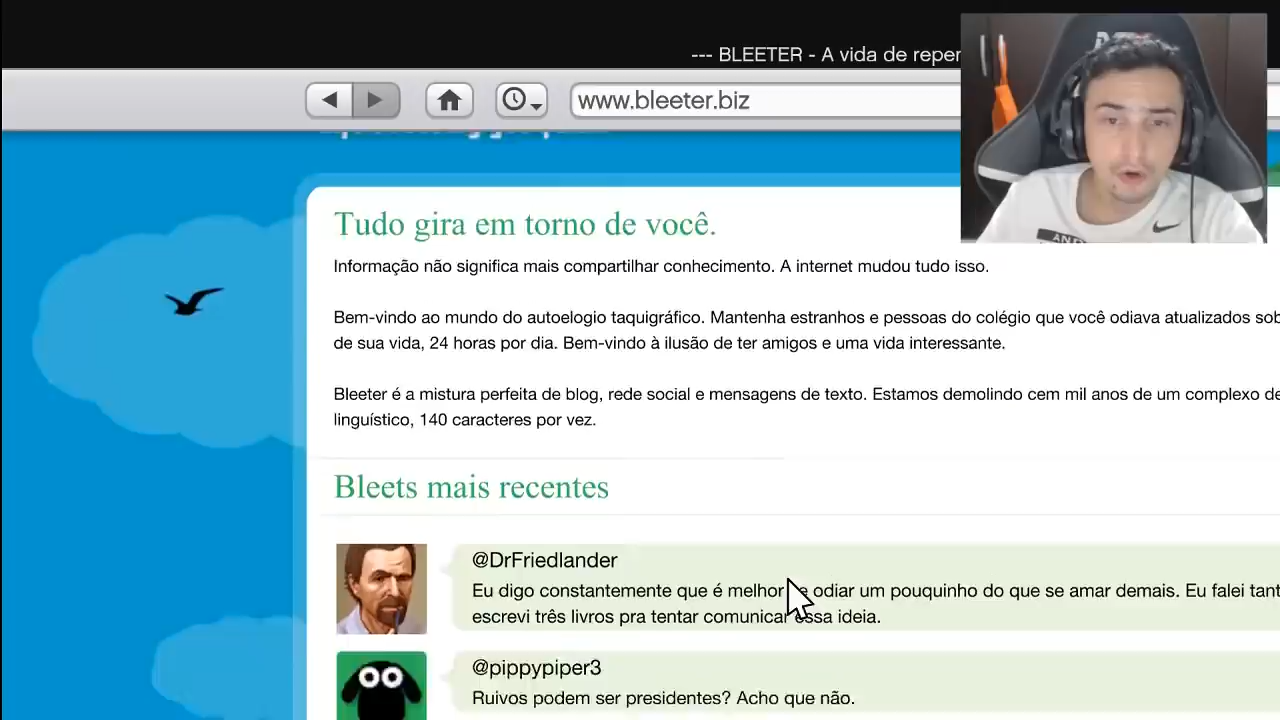 --- BLEETER - A vida de
www.bleeter.biz
Tudo gira em torno de você.
Informação não significa mais compartilhar conhecimento. A internet mudou tudo isso.
Bem-vindo ao mundo do autoelogio taquigráfico. Mantenha estranhos e pessoas do colégio que você odiava atualizados
de sua vida, 24 horas por dia. Bem-vindo à ilusão de ter amigos e uma vida interessante.
Bleeter é a mistura perfeita de blog, rede social e mensagens de texto. Estamos demolindo cem mil anos de um complexo
linguístico, 140 caracteres por vez.
Bleets mais recentes
@DrFriedlander
Eu digo constantemente que é melhor odiar um pouquinho do que se amar demais. Eu falei
escrevi três livros pra tentar comunicar essa ideia.
@pippypiper3
Ruivos podem ser presidentes? Acho que não.